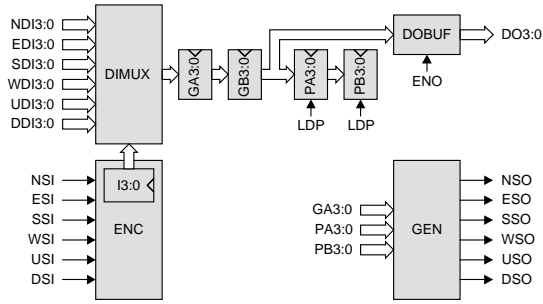 NDI3:0
EDI3:0
SDI3:0
WDI3:0
UDI3:0
DDI3:0
DIMUX
GA3:0
GB3:0
PA3:0
PB3:0
LDP
LDP
DOBUF
DO3:0
ENO
NSI
ESI
SSI
WSI
USI
DSI
I3:0
ENC
GA3:0
PA3:0
PB3:0
GEN
NSO
ESO
SSO
WSO
USO
DSO